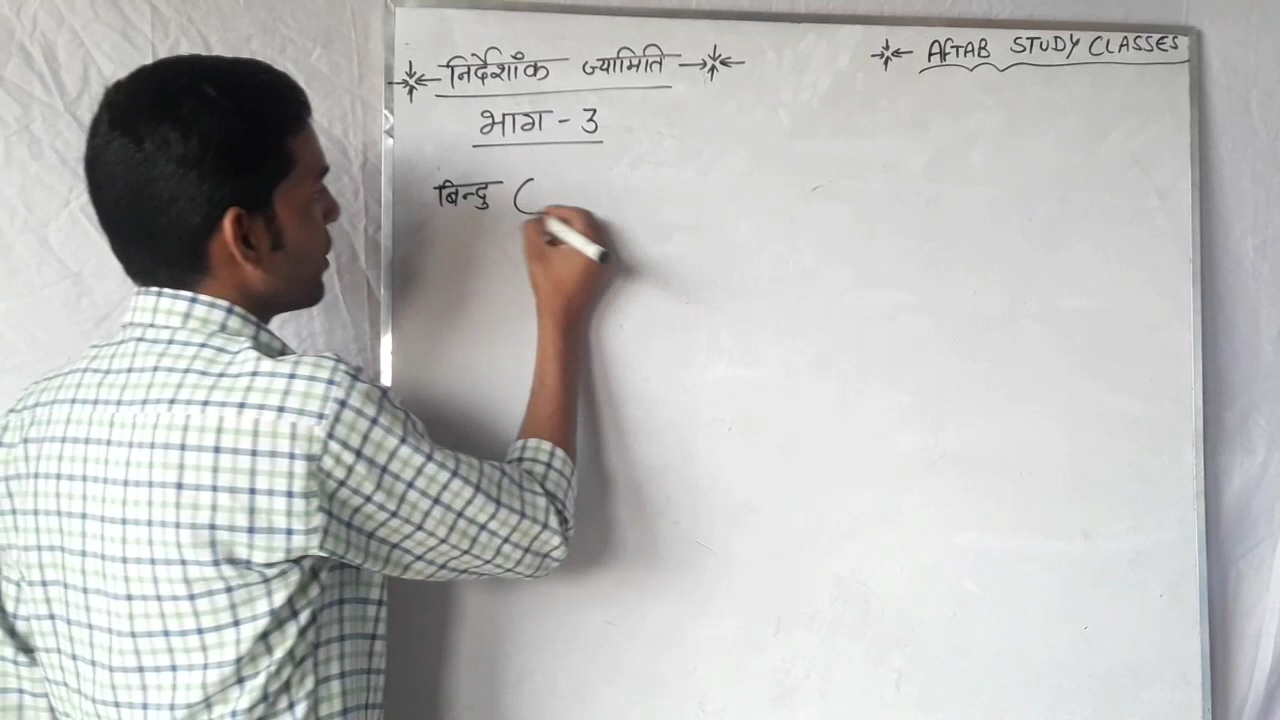 निर्देशांक ज्यामिति
AFTAB STUDY CLASSES
भाग - 3
बिन्दु (